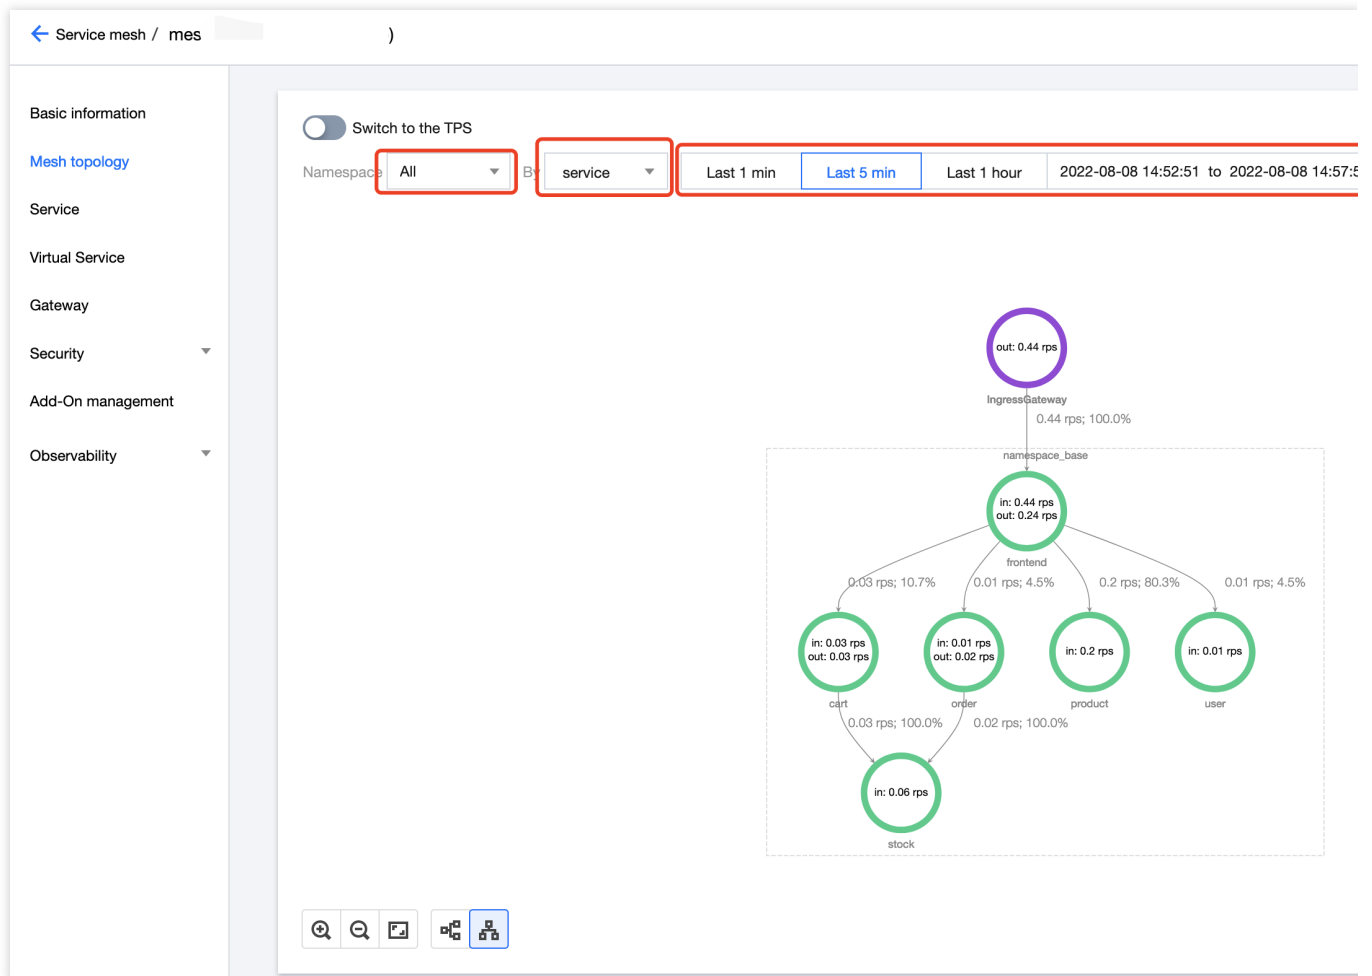 Service mesh / mes )
Basic information
Mesh topology
Service
Virtual Service
Gateway
Security
Add-On management
Observability
Switch to the TPS
Namespace All By service Last 1 min Last 5 min Last 1 hour 2022-08-08 14:52:51 to 2022-08-08 14:57:5
out: 0.44 rps
IngressGateway
0.44 rps; 100.0%
namespace_base
in: 0.44 rps
out: 0.24 rps
frontend
0.03 rps; 10.7% 0.01 rps; 4.5% 0.2 rps; 80.3% 0.01 rps; 4.5%
in: 0.03 rps
out: 0.03 rps
in: 0.01 rps
out: 0.02 rps
in: 0.2 rps
in: 0.01 rps
cart order product user
0.03 rps; 100.0% 0.02 rps; 100.0%
in: 0.06 rps
stock